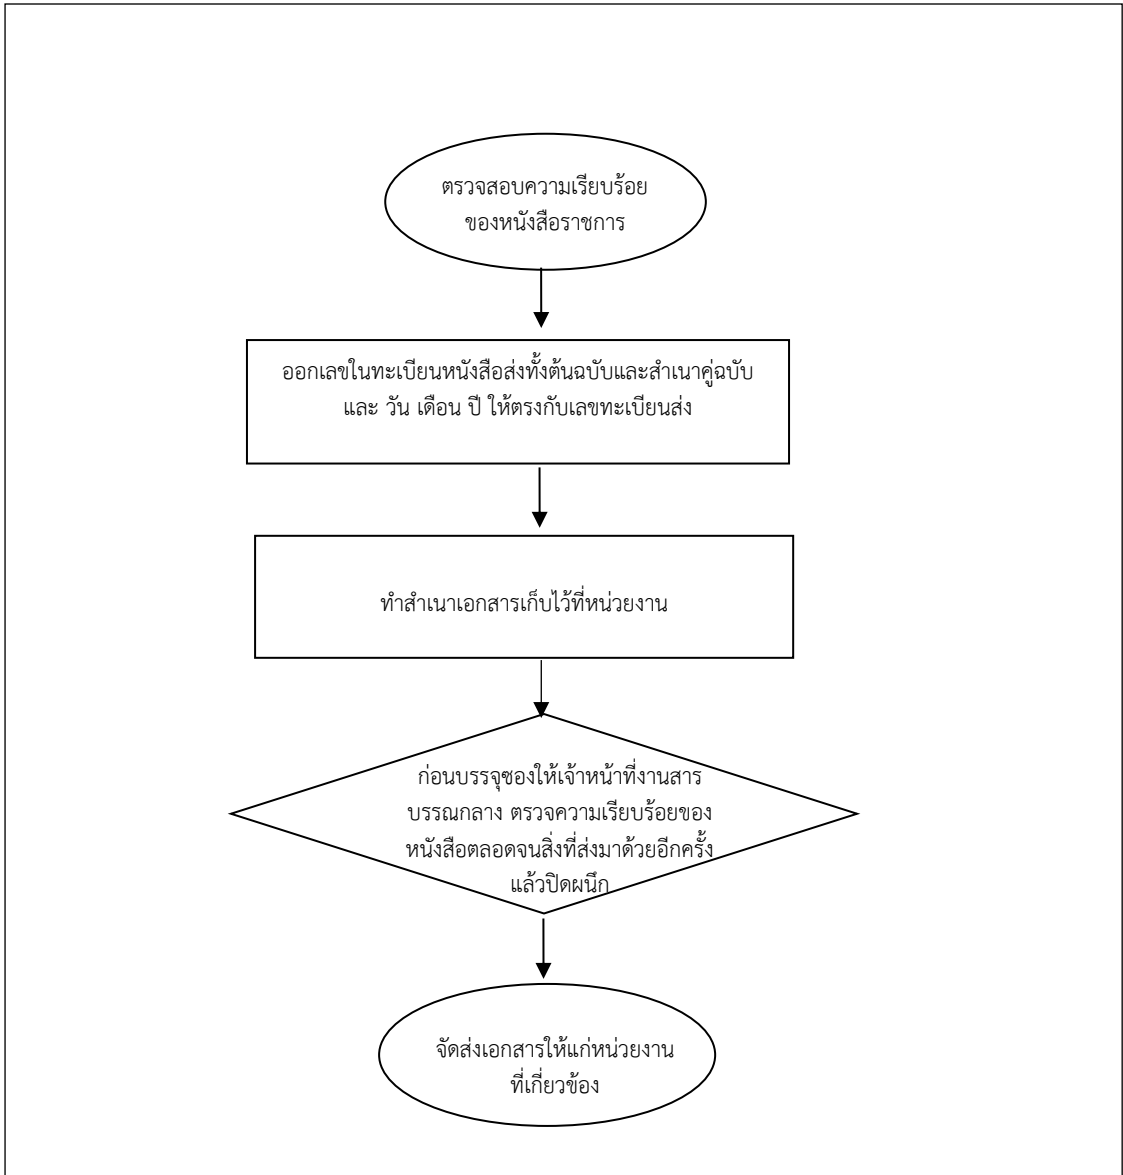 ตรวจสอบความเรียบร้อย
ของหนังสือราชการ
ออกเลขในทะเบียนหนังสือส่งทั้งต้นฉบับและสำเนาคู่ฉบับ
และ วัน เดือน ปี ให้ตรงกับเลขทะเบียนส่ง
ทำสำเนาเอกสารเก็บไว้ที่หน่วยงาน
ก่อนบรรจุซองให้เจ้าหน้าที่งานสาร
บรรณกลาง ตรวจความเรียบร้อยของ
หนังสือตลอดจนสิ่งที่ส่งมาด้วยอีกครั้ง
แล้วปิดผนึก
จัดส่งเอกสารให้แก่หน่วยงาน
ที่เกี่ยวข้อง